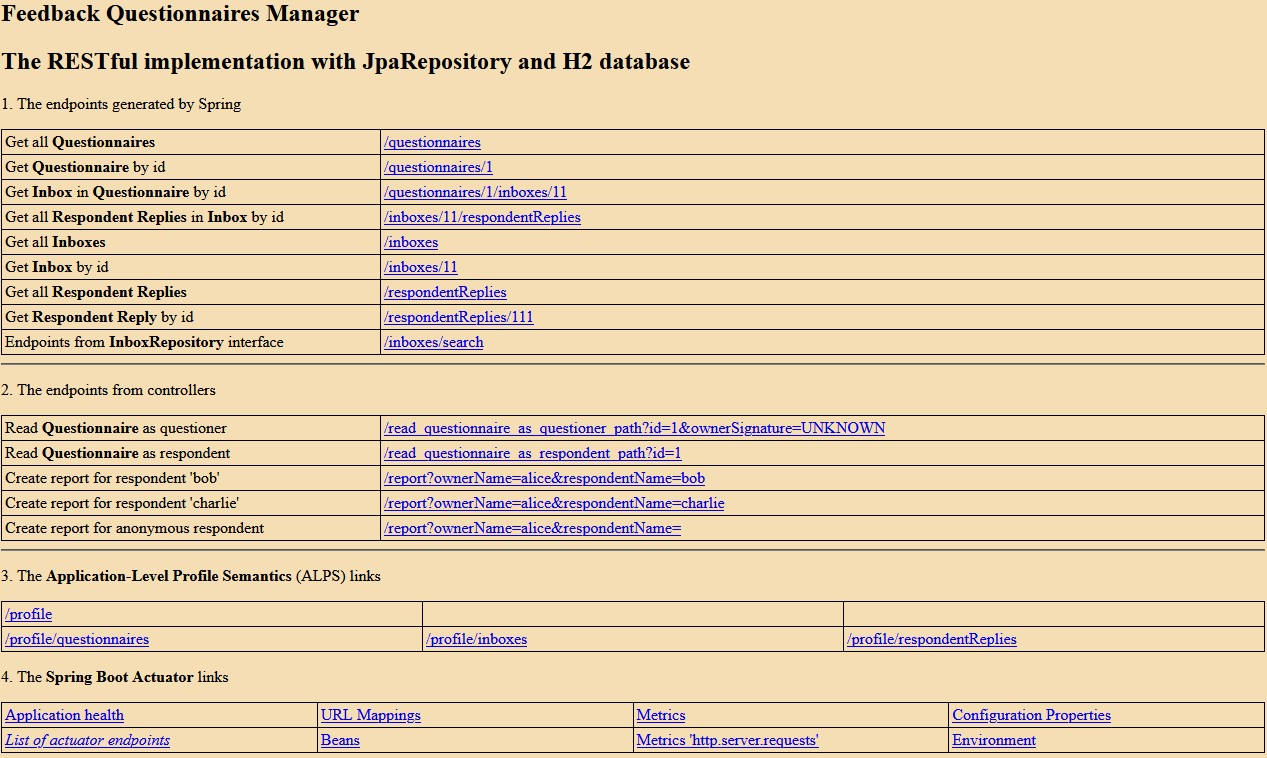 Feedback Questionnaires Manager
The RESTful implementation with JpaRepository and H2 database
1. The endpoints generated by Spring
Get all Questionnaires /questionnaires
Get Questionnaire by id /questionnaires/1
Get Inbox in Questionnaire by id /questionnaires/1/inboxes/11
Get all Respondent Replies in Inbox by id /inboxes/11/respondentReplies
Get all Inboxes /inboxes
Get Inbox by id /inboxes/11
Get all Respondent Replies /respondentReplies
Get Respondent Reply by id /respondentReplies/111
Endpoints from InboxRepository interface /inboxes/search
2. The endpoints from controllers
Read Questionnaire as questioner /read_questionnaire_as_questioner_path?id=1&ownerSignature=UNKNOWN
Read Questionnaire as respondent /read_questionnaire_as_respondent_path?id=1
Create report for respondent 'bob' /report?ownerName=alice&respondentName=bob
Create report for respondent 'charlie' /report?ownerName=alice&respondentName=charlie
Create report for anonymous respondent /report?ownerName=alice&respondentName=
3. The Application-Level Profile Semantics (ALPS) links
/profile
/profile/questionnaires /profile/inboxes /profile/respondentReplies
4. The Spring Boot Actuator links
Application health URL Mappings Metrics Configuration Properties
List of actuator endpoints Beans Metrics 'http.server.requests' Environment